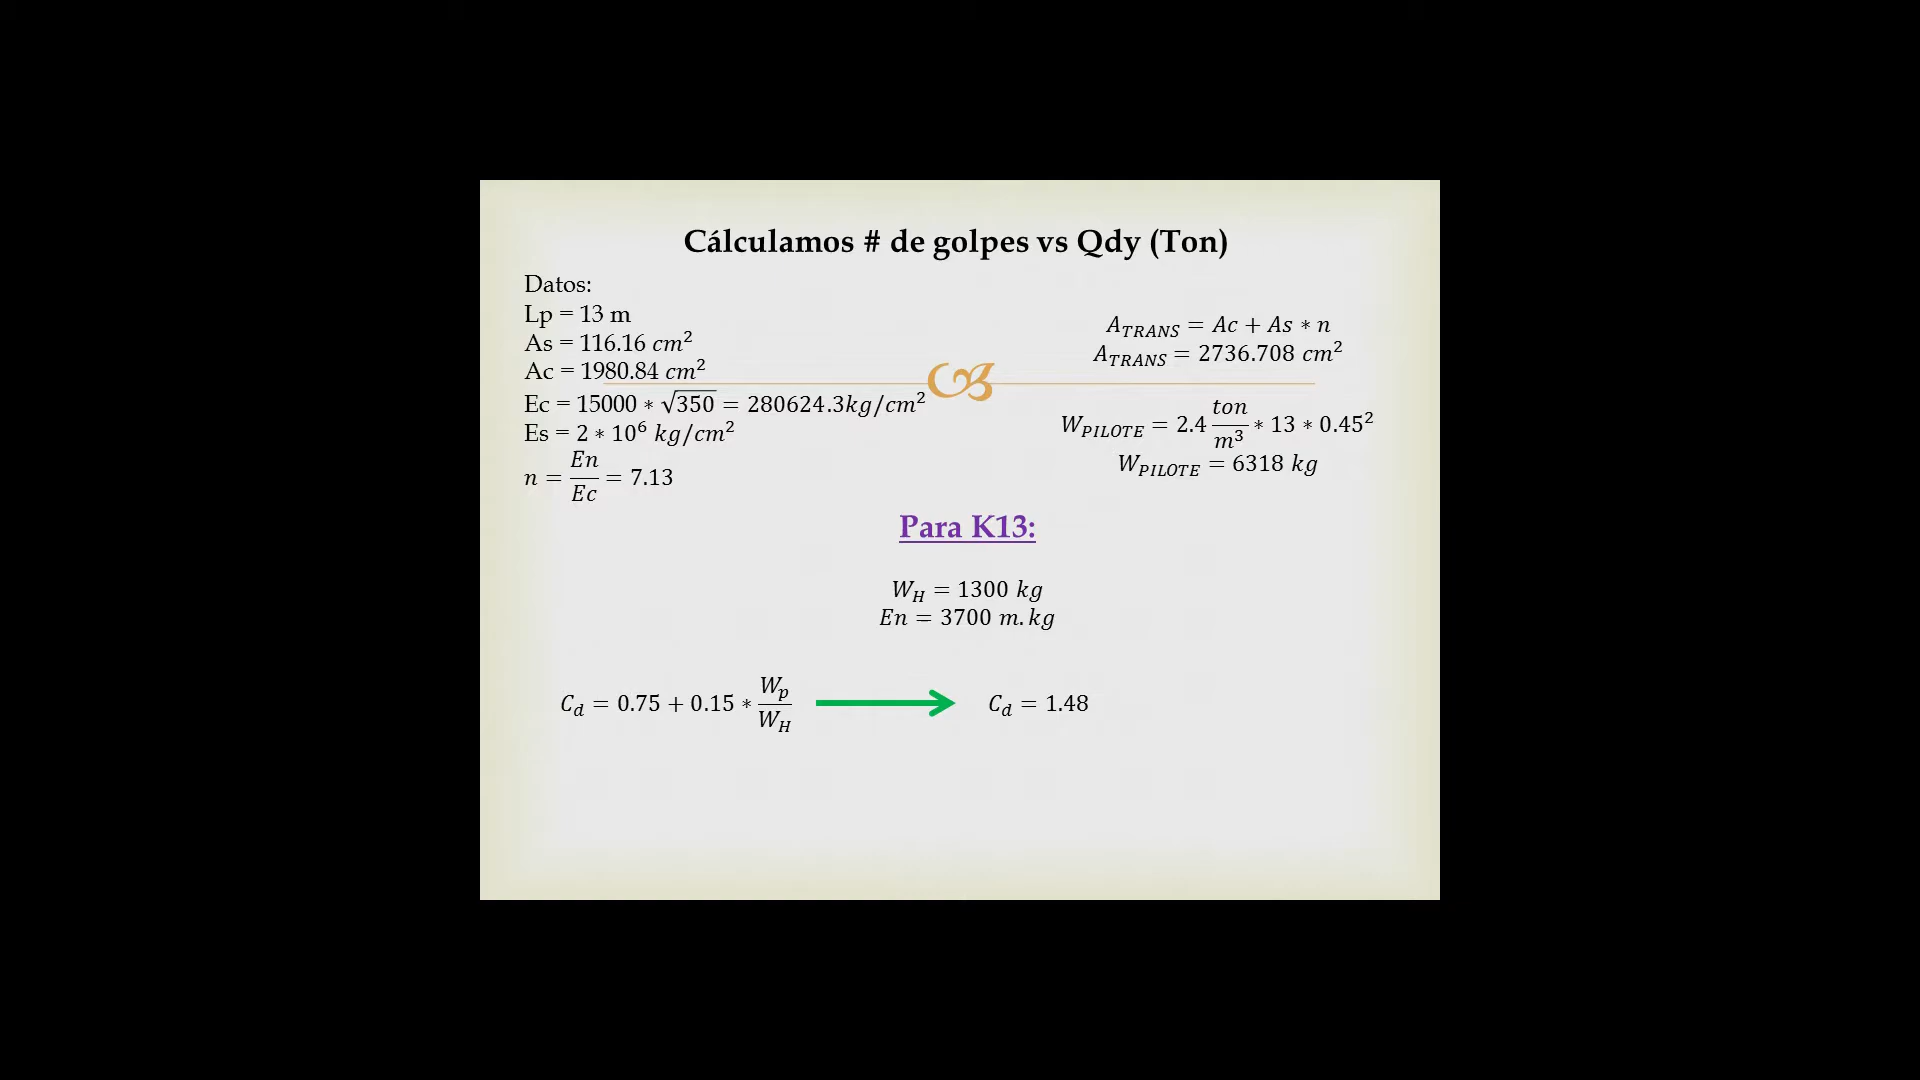 Cálculamos # de golpes vs Qdy (Ton)
Datos:
Lp = 13 m
As = 116.16 cm²
Ac = 1980.84 cm²
Ec = 15000 * √350 = 280624.3kg/cm²
Es = 2 * 10⁶ kg/cm²
n = En/Ec = 7.13
A_TRANS = Ac + As * n
A_TRANS = 2736.708 cm²
W_PILOTE = 2.4 ton/m³ * 13 * 0.45²
W_PILOTE = 6318 kg
Para K13:
W_H = 1300 kg
En = 3700 m.kg
C_d = 0.75 + 0.15 * W_p/W_H
C_d = 1.48